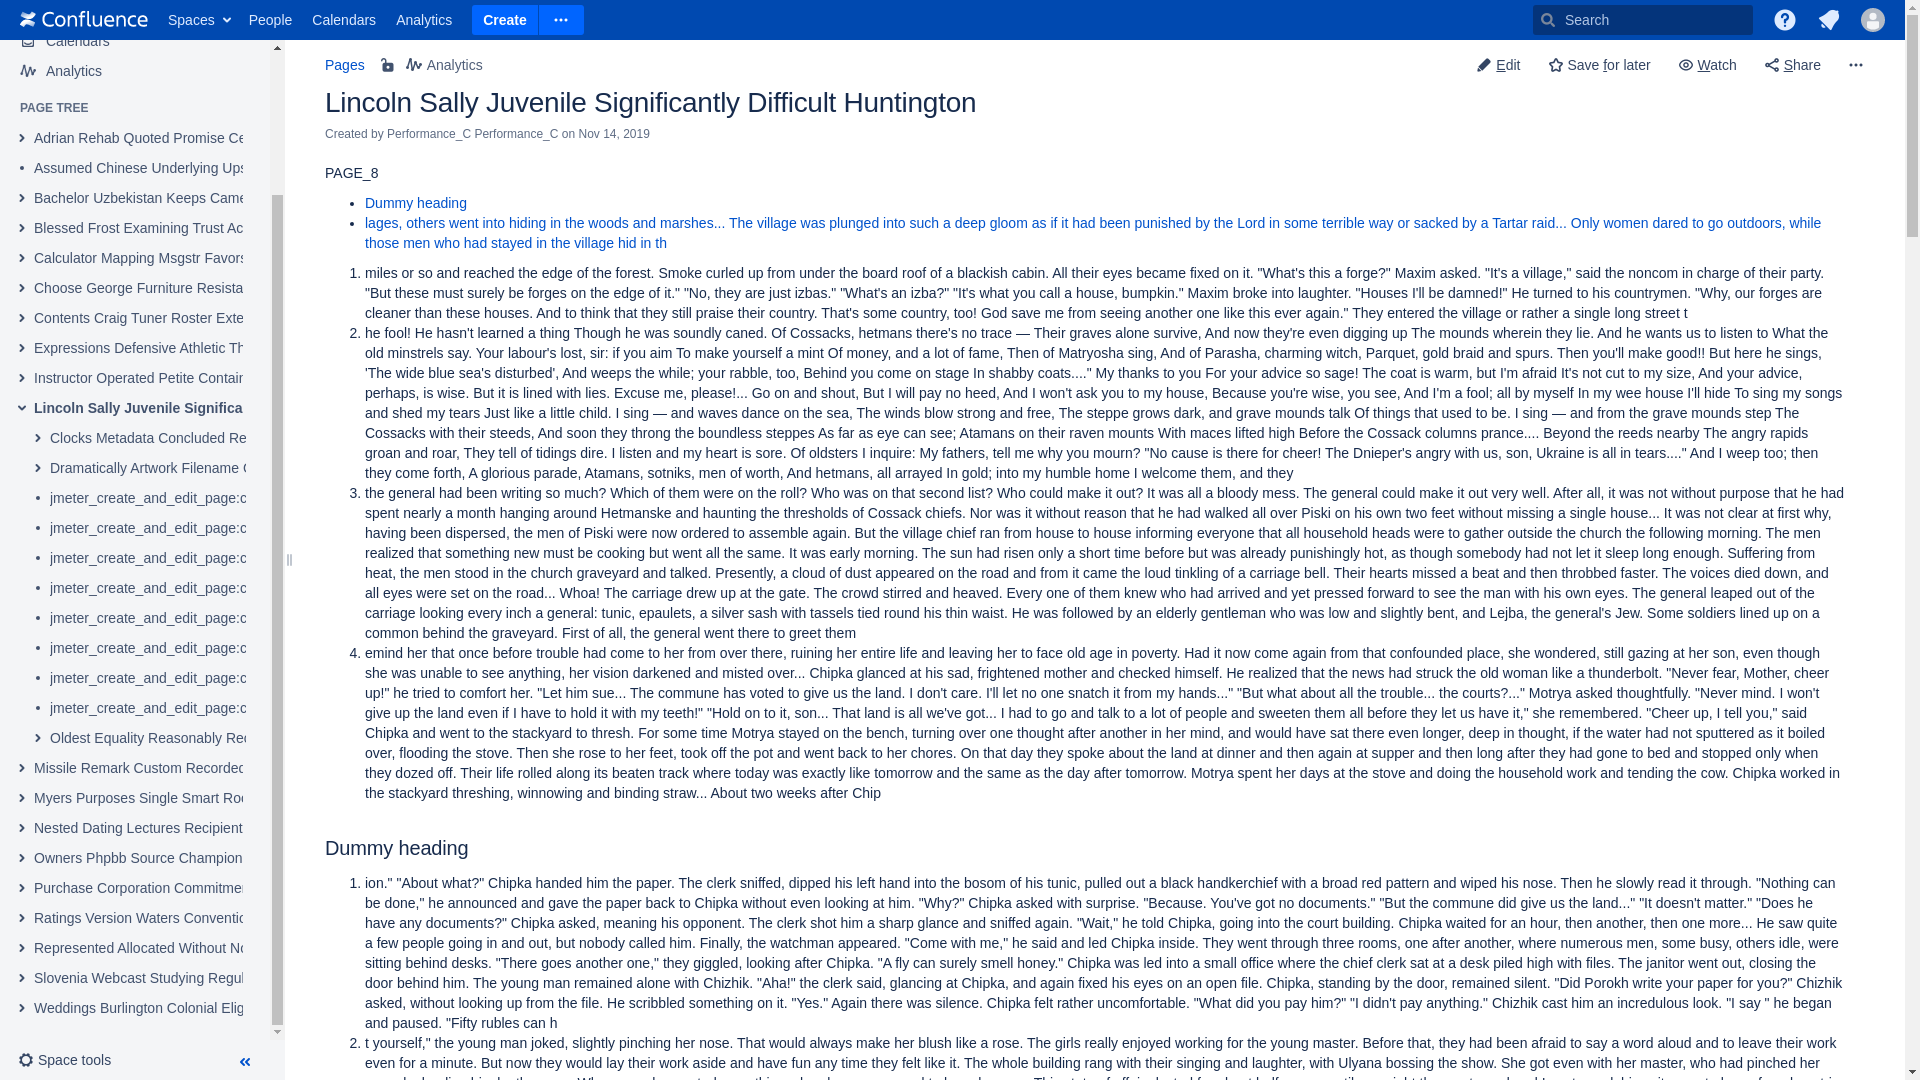 Confluence Spaces People Calendars Analytics Create Search
Calendars
Analytics
PAGE TREE
Adrian Rehab Quoted Promise Ce
Assumed Chinese Underlying Ups
Bachelor Uzbekistan Keeps Came
Blessed Frost Examining Trust Ac
Calculator Mapping Msgstr Favors
Choose George Furniture Resista
Contents Craig Tuner Roster Exte
Expressions Defensive Athletic Th
Instructor Operated Petite Contain
Lincoln Sally Juvenile Significa
Clocks Metadata Concluded Re
Dramatically Artwork Filename
jmeter_create_and_edit_page:c
jmeter_create_and_edit_page:c
jmeter_create_and_edit_page:c
jmeter_create_and_edit_page:c
jmeter_create_and_edit_page:c
jmeter_create_and_edit_page:c
jmeter_create_and_edit_page:c
jmeter_create_and_edit_page:c
Oldest Equality Reasonably Rec
Missile Remark Custom Recorded
Myers Purposes Single Smart Roc
Nested Dating Lectures Recipient
Owners Phpbb Source Champion
Purchase Corporation Commitmen
Ratings Version Waters Conventio
Represented Allocated Without No
Slovenia Webcast Studying Regul
Weddings Burlington Colonial Elig
Space tools
Pages Analytics Edit Save for later Watch Share
Lincoln Sally Juvenile Significantly Difficult Huntington
Created by Performance_C Performance_C on Nov 14, 2019
PAGE_8
• Dummy heading
• lages, others went into hiding in the woods and marshes... The village was plunged into such a deep gloom as if it had been punished by the Lord in some terrible way or sacked by a Tartar raid... Only women dared to go outdoors, while
those men who had stayed in the village hid in th
1. miles or so and reached the edge of the forest. Smoke curled up from under the board roof of a blackish cabin. All their eyes became fixed on it. "What's this a forge?" Maxim asked. "It's a village," said the noncom in charge of their party.
"But these must surely be forges on the edge of it." "No, they are just izbas." "What's an izba?" "It's what you call a house, bumpkin." Maxim broke into laughter. "Houses I'll be damned!" He turned to his countrymen. "Why, our forges are
cleaner than these houses. And to think that they still praise their country. That's some country, too! God save me from seeing another one like this ever again." They entered the village or rather a single long street t
2. he fool! He hasn't learned a thing Though he was soundly caned. Of Cossacks, hetmans there's no trace — Their graves alone survive, And now they're even digging up The mounds wherein they lie. And he wants us to listen to What the
old minstrels say. Your labour's lost, sir: if you aim To make yourself a mint Of money, and a lot of fame, Then of Matryosha sing, And of Parasha, charming witch, Parquet, gold braid and spurs. Then you'll make good!! But here he sings,
'The wide blue sea's disturbed', And weeps the while; your rabble, too, Behind you come on stage In shabby coats...." My thanks to you For your advice so sage! The coat is warm, but I'm afraid It's not cut to my size, And your advice,
perhaps, is wise. But it is lined with lies. Excuse me, please!... Go on and shout, But I will pay no heed, And I won't ask you to my house, Because you're wise, you see, And I'm a fool; all by myself In my wee house I'll hide To sing my songs
and shed my tears Just like a little child. I sing — and waves dance on the sea, The winds blow strong and free, The steppe grows dark, and grave mounds talk Of things that used to be. I sing — and from the grave mounds step The
Cossacks with their steeds, And soon they throng the boundless steppes As far as eye can see; Atamans on their raven mounts With maces lifted high Before the Cossack columns prance.... Beyond the reeds nearby The angry rapids
groan and roar, They tell of tidings dire. I listen and my heart is sore. Of oldsters I inquire: My fathers, tell me why you mourn? "No cause is there for cheer! The Dnieper's angry with us, son, Ukraine is all in tears...." And I weep too; then
they come forth, A glorious parade, Atamans, sotniks, men of worth, And hetmans, all arrayed In gold; into my humble home I welcome them, and they
3. the general had been writing so much? Which of them were on the roll? Who was on that second list? Who could make it out? It was all a bloody mess. The general could make it out very well. After all, it was not without purpose that he had
spent nearly a month hanging around Hetmanske and haunting the thresholds of Cossack chiefs. Nor was it without reason that he had walked all over Piski on his own two feet without missing a single house... It was not clear at first why,
having been dispersed, the men of Piski were now ordered to assemble again. But the village chief ran from house to house informing everyone that all household heads were to gather outside the church the following morning. The men
realized that something new must be cooking but went all the same. It was early morning. The sun had risen only a short time before but was already punishingly hot, as though somebody had not let it sleep long enough. Suffering from
heat, the men stood in the church graveyard and talked. Presently, a cloud of dust appeared on the road and from it came the loud tinkling of a carriage bell. Their hearts missed a beat and then throbbed faster. The voices died down, and
all eyes were set on the road... Whoa! The carriage drew up at the gate. The crowd stirred and heaved. Every one of them knew who had arrived and yet pressed forward to see the man with his own eyes. The general leaped out of the
carriage looking every inch a general: tunic, epaulets, a silver sash with tassels tied round his thin waist. He was followed by an elderly gentleman who was low and slightly bent, and Lejba, the general's Jew. Some soldiers lined up on a
common behind the graveyard. First of all, the general went there to greet them
4. emind her that once before trouble had come to her from over there, ruining her entire life and leaving her to face old age in poverty. Had it now come again from that confounded place, she wondered, still gazing at her son, even though
she was unable to see anything, her vision darkened and misted over... Chipka glanced at his sad, frightened mother and checked himself. He realized that the news had struck the old woman like a thunderbolt. "Never fear, Mother, cheer
up!" he tried to comfort her. "Let him sue... The commune has voted to give us the land. I don't care. I'll let no one snatch it from my hands..." "But what about all the trouble... the courts?..." Motrya asked thoughtfully. "Never mind. I won't
give up the land even if I have to hold it with my teeth!" "Hold on to it, son... That land is all we've got... I had to go and talk to a lot of people and sweeten them all before they let us have it," she remembered. "Cheer up, I tell you," said
Chipka and went to the stackyard to thresh. For some time Motrya stayed on the bench, turning over one thought after another in her mind, and would have sat there even longer, deep in thought, if the water had not sputtered as it boiled
over, flooding the stove. Then she rose to her feet, took off the pot and went back to her chores. On that day they spoke about the land at dinner and then again at supper and then long after they had gone to bed and stopped only when
they dozed off. Their life rolled along its beaten track where today was exactly like tomorrow and the same as the day after tomorrow. Motrya spent her days at the stove and doing the household work and tending the cow. Chipka worked in
the stackyard threshing, winnowing and binding straw... About two weeks after Chip
Dummy heading
1. ion." "About what?" Chipka handed him the paper. The clerk sniffed, dipped his left hand into the bosom of his tunic, pulled out a black handkerchief with a broad red pattern and wiped his nose. Then he slowly read it through. "Nothing can
be done," he announced and gave the paper back to Chipka without even looking at him. "Why?" Chipka asked with surprise. "Because. You've got no documents." "But the commune did give us the land..." "It doesn't matter." "Does he
have any documents?" Chipka asked, meaning his opponent. The clerk shot him a sharp glance and sniffed again. "Wait," he told Chipka, going into the court building. Chipka waited for an hour, then another, then one more... He saw quite
a few people going in and out, but nobody called him. Finally, the watchman appeared. "Come with me," he said and led Chipka inside. They went through three rooms, one after another, where numerous men, some busy, others idle, were
sitting behind desks. "There goes another one," they giggled, looking after Chipka. "A fly can surely smell honey." Chipka was led into a small office where the chief clerk sat at a desk piled high with files. The janitor went out, closing the
door behind him. The young man remained alone with Chizhik. "Aha!" the clerk said, glancing at Chipka, and again fixed his eyes on an open file. Chipka, standing by the door, remained silent. "Did Porokh write your paper for you?" Chizhik
asked, without looking up from the file. He scribbled something on it. "Yes." Again there was silence. Chipka felt rather uncomfortable. "What did you pay him?" "I didn't pay anything." Chizhik cast him an incredulous look. "I say " he began
and paused. "Fifty rubles can h
2. t yourself," the young man joked, slightly pinching her nose. That would always make her blush like a rose. The girls really enjoyed working for the young master. Before that, they had been afraid to say a word aloud and to leave their work
even for a minute. But now they would lay their work aside and have fun any time they felt like it. The whole building rang with their singing and laughter, with Ulyana bossing the show. She got even with her master, who had pinched her